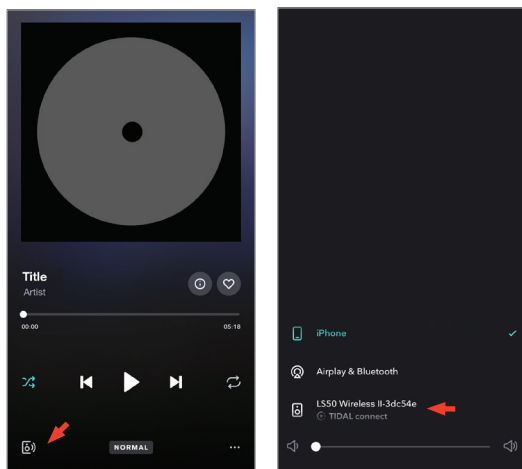 Title
Artist
00:00 05:18
NORMAL
iPhone
Airplay & Bluetooth
LS50 Wireless II-3dc54e
TIDAL connect